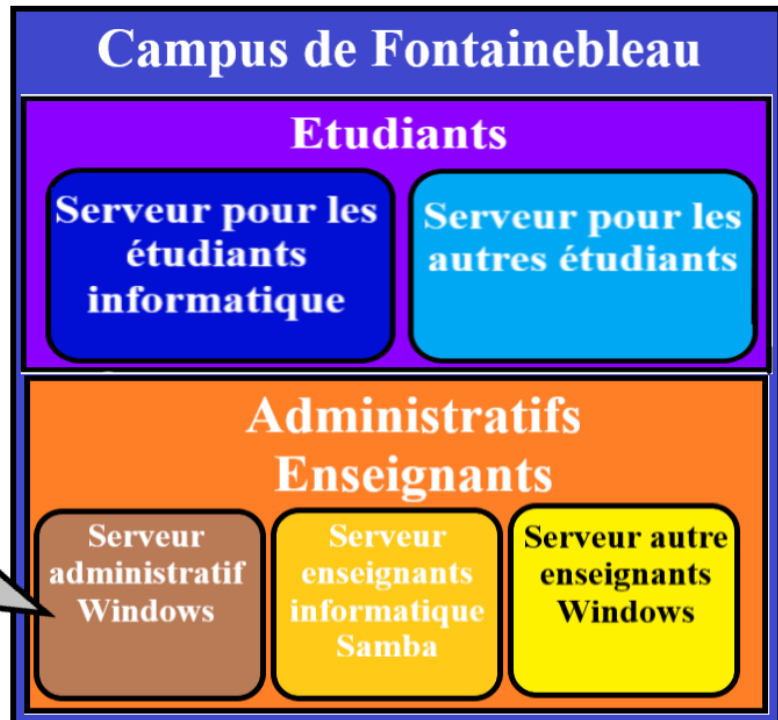 Campus de Fontainebleau
Etudiants
Serveur pour les
étudiants
informatique
Serveur pour les
autres étudiants
Administratifs
Enseignants
Serveur
administratif
Windows
Serveur
enseignants
informatique
Samba
Serveur autre
enseignants
Windows